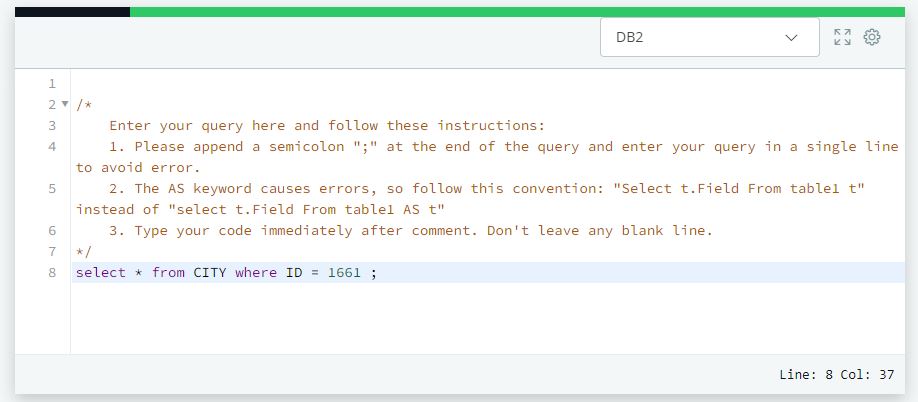 DB2
1
2 /*
3 Enter your query here and follow these instructions:
4 1. Please append a semicolon ";" at the end of the query and enter your query in a single line
to avoid error.
5 2. The AS keyword causes errors, so follow this convention: "Select t.Field From table1 t"
instead of "select t.Field From table1 AS t"
6 3. Type your code immediately after comment. Don't leave any blank line.
7 */
8 select * from CITY where ID = 1661 ;
Line: 8 Col: 37